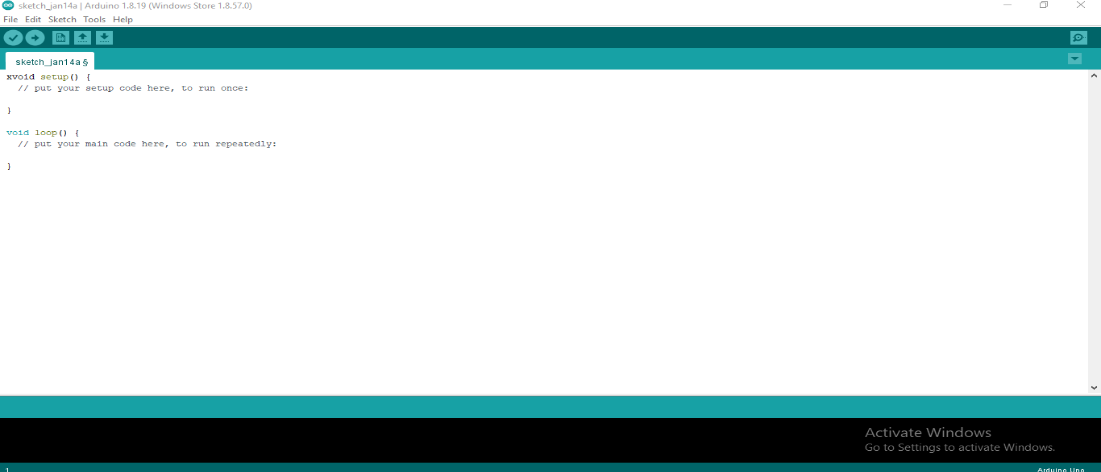 sketch_jan14a | Arduino 1.8.19 (Windows Store 1.8.57.0)
File Edit Sketch Tools Help
sketch_jan14a §
xvoid setup() {
// put your setup code here, to run once:
}
void loop() {
// put your main code here, to run repeatedly:
}
Activate Windows
Go to Settings to activate Windows.
1
Arduino Uno